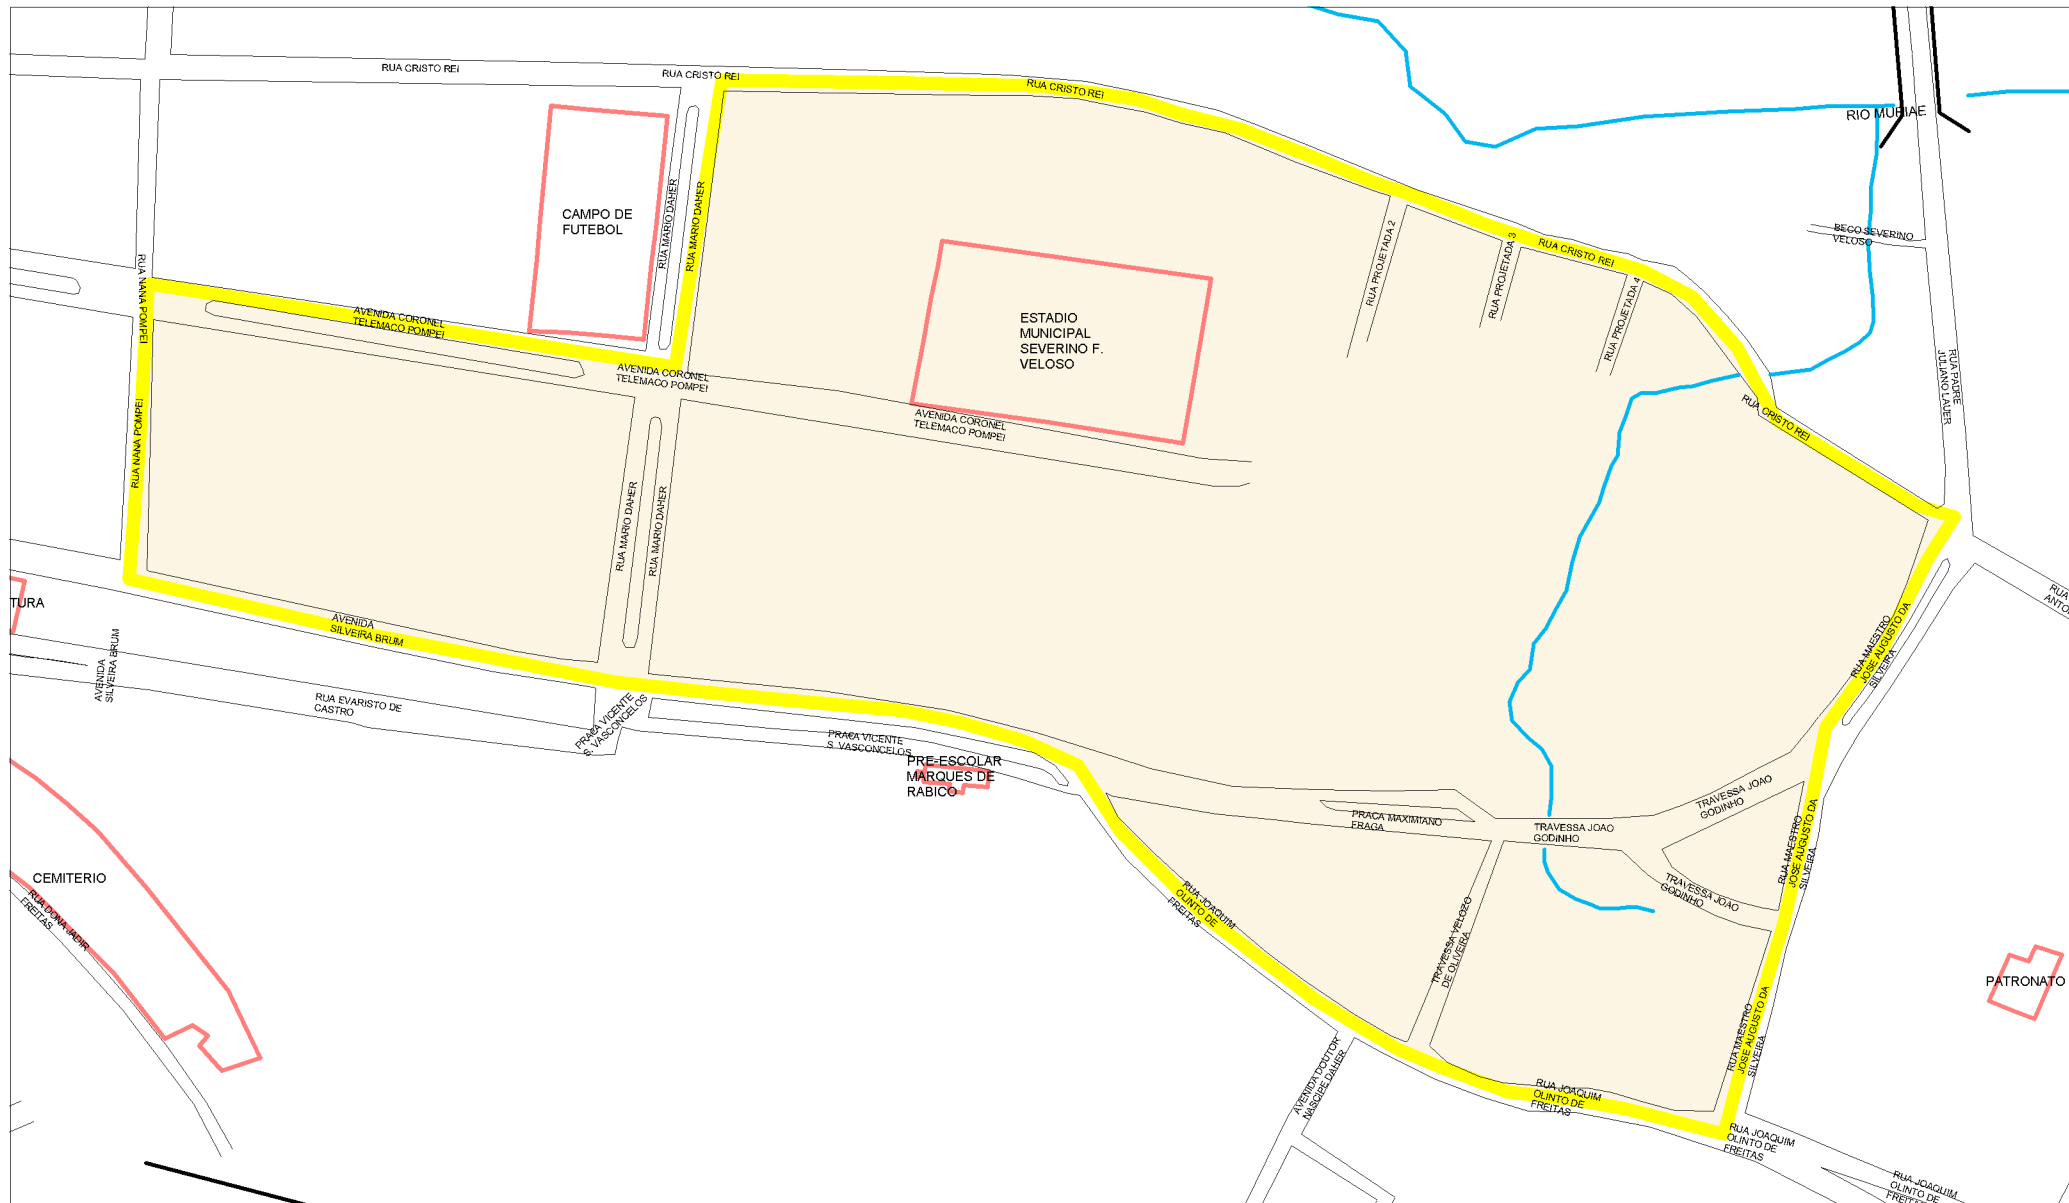 RUA CRISTO REI
RUA CRISTO REI
RUA CRISTO REI
RIO MURIAE
CAMPO DE
FUTEBOL
RUA MARIO DAHER
RUA MARIO DAHER
RUA PROJETADA 2
RUA PROJETADA 3
RUA CRISTO REI
RUA PROJETADA 4
BECO SEVERINO
VELOSO
RUA NANA POMPEI
AVENIDA CORONEL
TELEMACO POMPEI
ESTADIO
MUNICIPAL
SEVERINO F.
VELOSO
RUA PADRE
JULIANO LAUER
AVENIDA CORONEL
TELEMACO POMPEI
AVENIDA CORONEL
TELEMACO POMPEI
RUA CRISTO REI
RUA NANA POMPEI
RUA MARIO DAHER
RUA MARIO DAHER
TURA
AVENIDA
SILVEIRA BRUM
AVENIDA
SILVEIRA BRUM
RUA
ANTO
RUA MAESTRO
JOSE AUGUSTO DA
SILVEIRA
RUA EVARISTO DE
CASTRO
PRACA VICENTE
S. VASCONCELOS
PRACA VICENTE
S. VASCONCELOS
PRE-ESCOLAR
MARQUES DE
RABICO
PRACA MAXIMIANO
FRAGA
TRAVESSA JOAO
GODINHO
TRAVESSA JOAO
GODINHO
TRAVESSA JOAO
GODINHO
RUA MAESTRO
JOSE AUGUSTO DA
SILVEIRA
CEMITERIO
RUA DONA JADIR
FREITAS
RUA JOAQUIM
OLINTO DE
FREITAS
TRAVESSA VELOZO
DE OLIVEIRA
PATRONATO
RUA MAESTRO
JOSE AUGUSTO DA
SILVEIRA
AVENIDA DOUTOR
NASCIPE DAHER
RUA JOAQUIM
OLINTO DE
FREITAS
RUA JOAQUIM
OLINTO DE
FREITAS
RUA JOAQUIM
OLINTO DE
FREITAS